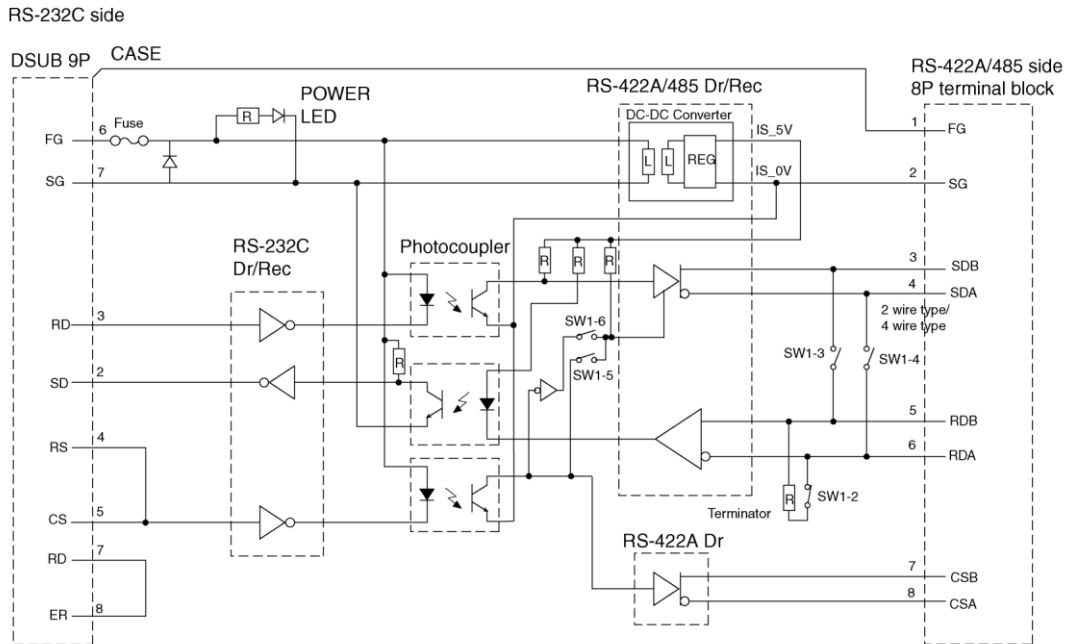 RS-232C side
DSUB 9P
CASE
RS-422A/485 side
8P terminal block
RS-422A/485 Dr/Rec
POWER
LED
DC-DC Converter
FG
6
Fuse
R
L
L
REG
IS_5V
IS_0V
1
FG
SG
7
2
SG
RS-232C
Dr/Rec
Photocoupler
R
R
R
3
SDB
4
SDA
2 wire type/
4 wire type
RD
3
SW1-6
SW1-5
SW1-3
SW1-4
R
SD
2
5
RDB
RS
4
6
RDA
R
SW1-2
Terminator
CS
5
RS-422A Dr
RD
7
7
CSB
8
CSA
ER
8